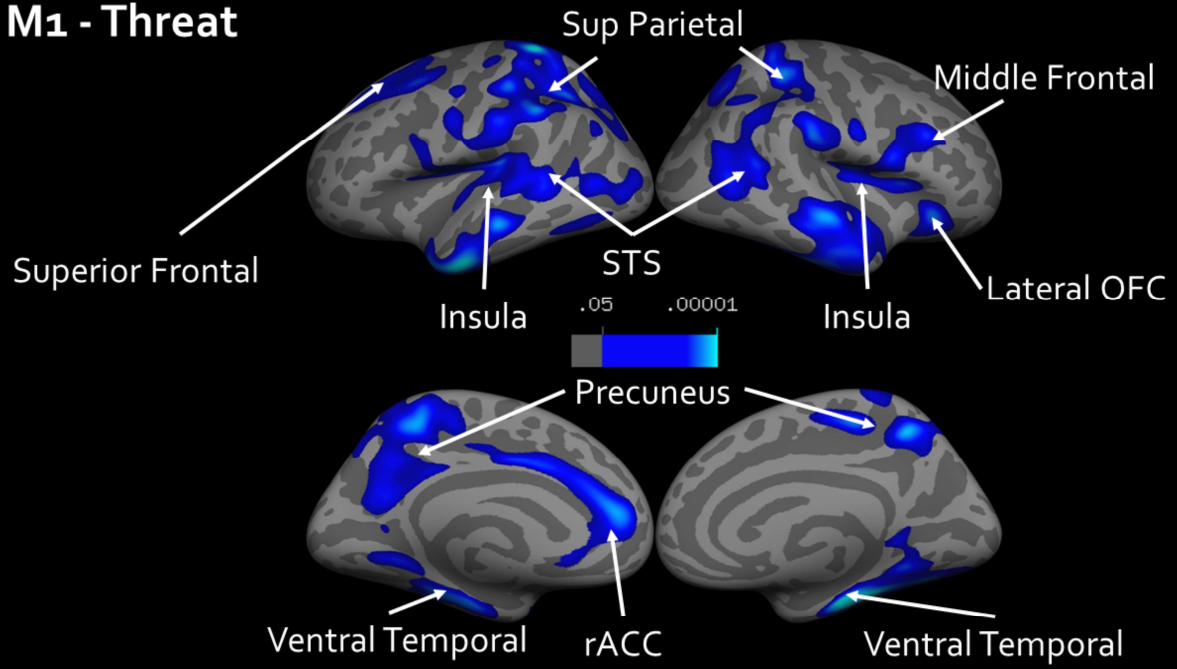 M1 - Threat
Sup Parietal
Middle Frontal
Superior Frontal
STS
Insula
Insula
Lateral OFC
.05 .00001
Precuneus
Ventral Temporal
rACC
Ventral Temporal